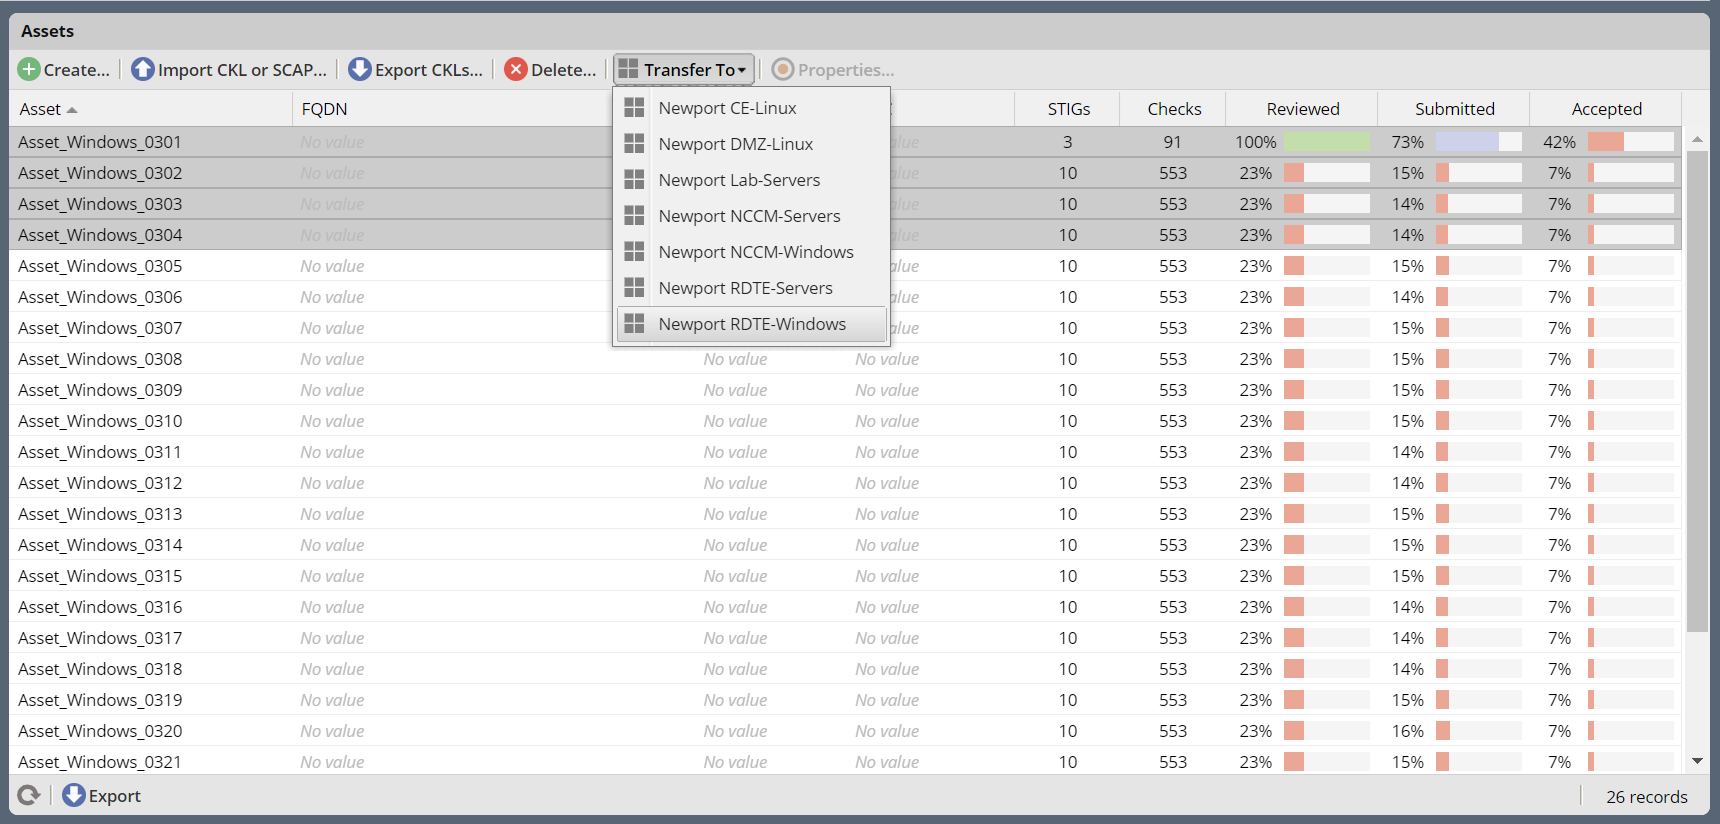 Assets
Create... Import CKL or SCAP... Export CKLs... Delete... Transfer To Properties...
Asset FQDN STIGs Checks Reviewed Submitted Accepted
Newport CE-Linux
Newport DMZ-Linux
Newport Lab-Servers
Newport NCCM-Servers
Newport NCCM-Windows
Newport RDTE-Servers
Newport RDTE-Windows
Asset_Windows_0301 No value 3 91 100% 73% 42%
Asset_Windows_0302 No value 10 553 23% 15% 7%
Asset_Windows_0303 No value 10 553 23% 14% 7%
Asset_Windows_0304 No value 10 553 23% 14% 7%
Asset_Windows_0305 No value 10 553 23% 15% 7%
Asset_Windows_0306 No value 10 553 23% 14% 7%
Asset_Windows_0307 No value 10 553 23% 15% 7%
Asset_Windows_0308 No value No value No value 10 553 23% 15% 7%
Asset_Windows_0309 No value No value No value 10 553 23% 15% 7%
Asset_Windows_0310 No value No value No value 10 553 23% 15% 7%
Asset_Windows_0311 No value No value No value 10 553 23% 14% 7%
Asset_Windows_0312 No value No value No value 10 553 23% 14% 7%
Asset_Windows_0313 No value No value No value 10 553 23% 15% 7%
Asset_Windows_0314 No value No value No value 10 553 23% 15% 7%
Asset_Windows_0315 No value No value No value 10 553 23% 15% 7%
Asset_Windows_0316 No value No value No value 10 553 23% 14% 7%
Asset_Windows_0317 No value No value No value 10 553 23% 14% 7%
Asset_Windows_0318 No value No value No value 10 553 23% 14% 7%
Asset_Windows_0319 No value No value No value 10 553 23% 15% 7%
Asset_Windows_0320 No value No value No value 10 553 23% 16% 7%
Asset_Windows_0321 No value No value No value 10 553 23% 15% 7%
Export 26 records